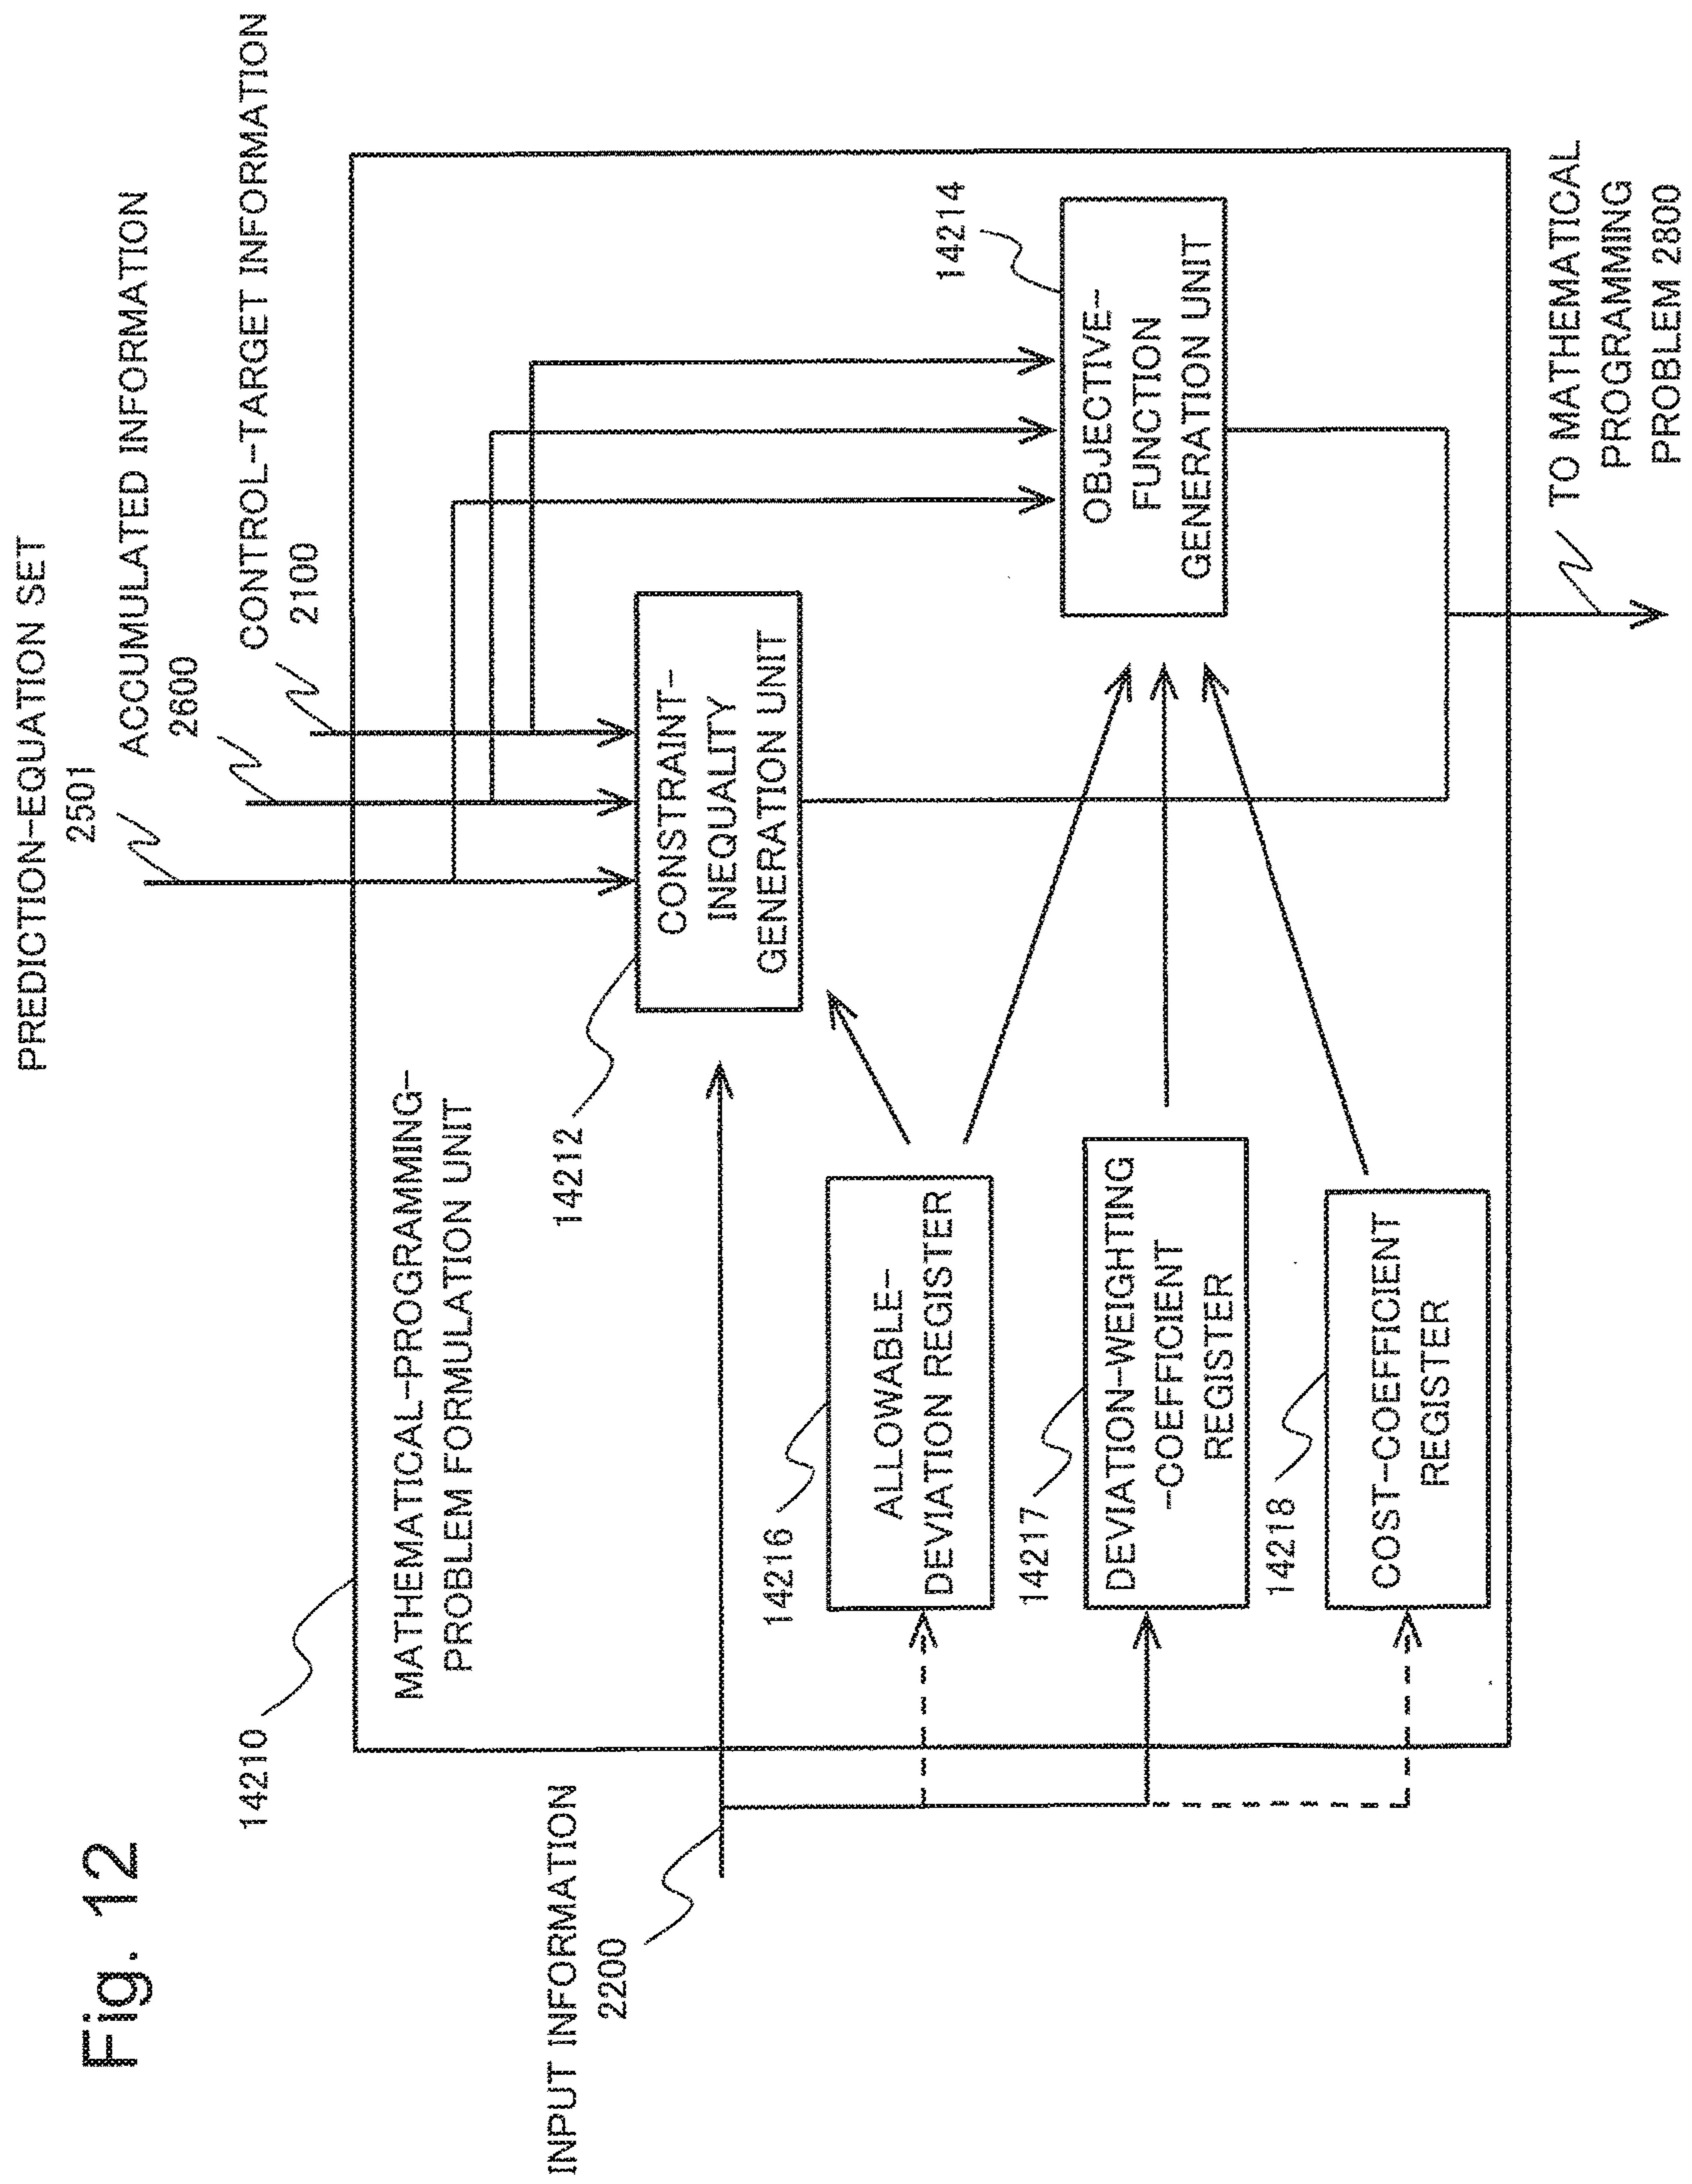 Fig. 12
PREDICTION-EQUATION SET
2501
ACCUMULATED INFORMATION
2600
CONTROL-TARGET INFORMATION
2100
14210
MATHEMATICAL-PROGRAMMING-
PROBLEM FORMULATION UNIT
INPUT INFORMATION
2200
14212
CONSTRAINT-
INEQUALITY
GENERATION UNIT
14216
ALLOWABLE-
DEVIATION REGISTER
14214
OBJECTIVE-
FUNCTION
GENERATION UNIT
14217
DEVIATION-WEIGHTING
-COEFFICIENT
REGISTER
14218
COST-COEFFICIENT
REGISTER
TO MATHEMATICAL
PROGRAMMING
PROBLEM 2800